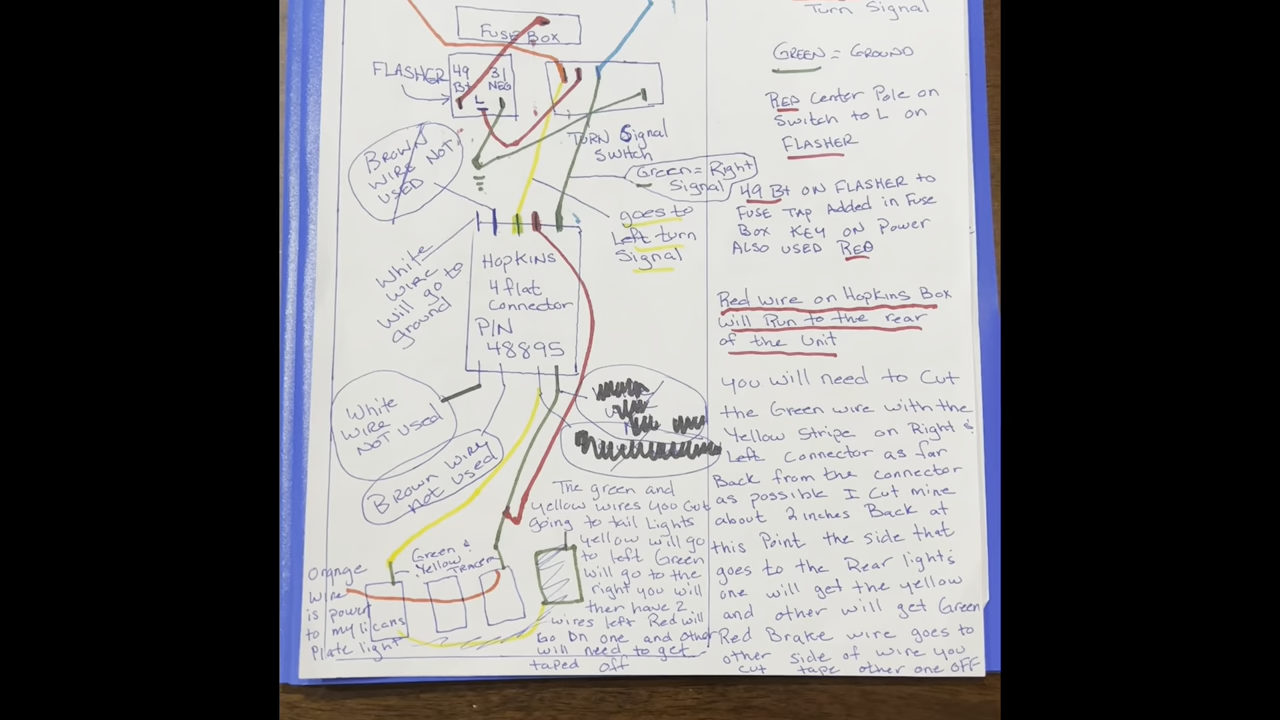 FUSE BOX
FLASHER
49
B+
31
NEG
L
TURN Signal
SWITCH
BROWN
WIRE NOT
USED
Green = Right
Signal
goes to
Left turn
Signal
White
WIRE
Will go to
ground
HOPKINS
4 flat
Connector
P/N
48895
White
WIRE
NOT USED
Brown WIRY
not used
The green and
yellow wires you cut
going to tail Lights
yellow will go
to left Green
will go to the
right you will
then have 2
wires left Red will
Go on one and other
will need to get
taped off
Green &
Yellow
Tracer
Orange
wire
is power
to my licans
Plate light
Turn Signal
GREEN = GROUND
RED Center Pole on
Switch to L on
FLASHER
49 B+ ON FLASHER to
FUSE TAP Added in Fuse
Box KEY ON Power
Also used RED
Red wire on Hopkins Box
will Run to the rear
of the Unit
you will need to Cut
the Green wire with the
Yellow Stripe on Right &
Left Connector as far
Back from the connector
as possible I Cut mine
about 2 inches Back at
this Point the side that
goes to the Rear lights
one will get the yellow
and other will get Green
Red Brake wire goes to
other side of wire you
cut tape other one OFF